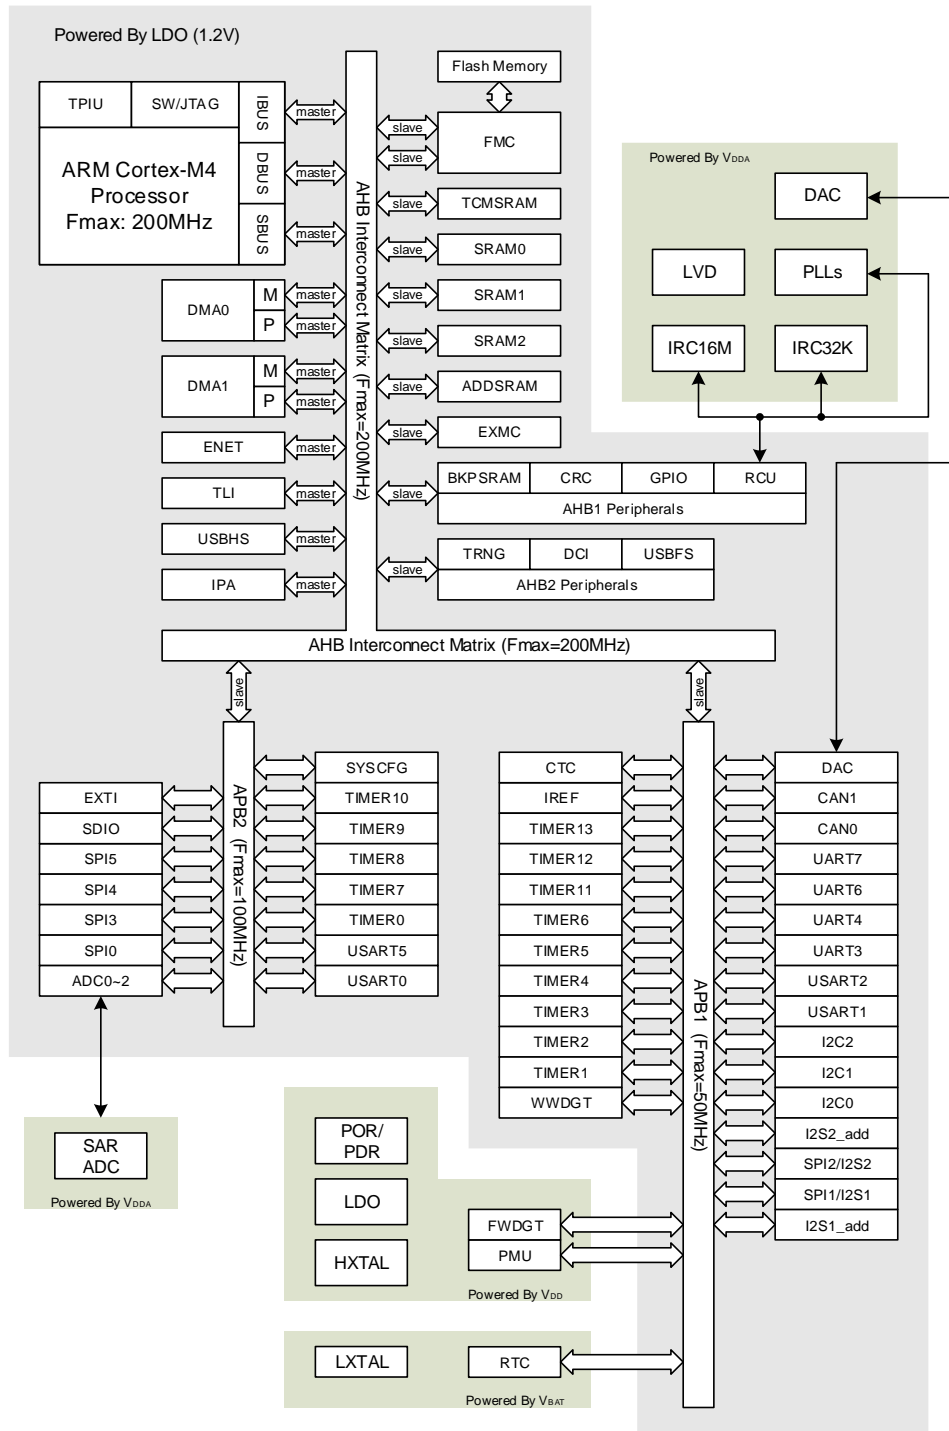 Powered By LDO (1.2V)
TPIU
SW/JTAG
IBUS
DBUS
SBUS
ARM Cortex-M4
Processor
Fmax: 200MHz
master
master
master
DMA0
M
P
master
master
DMA1
M
P
master
master
ENET
master
TLI
master
USBHS
master
IPA
master
AHB Interconnect Matrix (Fmax=200MHz)
Flash Memory
slave
slave
FMC
slave
TCMSRAM
slave
SRAM0
slave
SRAM1
slave
SRAM2
slave
ADDSRAM
slave
EXMC
slave
BKPSRAM
CRC
GPIO
RCU
AHB1 Peripherals
slave
TRNG
DCI
USBFS
AHB2 Peripherals
Powered By VDDA
DAC
LVD
PLLs
IRC16M
IRC32K
AHB Interconnect Matrix (Fmax=200MHz)
slave
slave
EXTI
SDIO
SPI5
SPI4
SPI3
SPI0
ADC0~2
APB2 (Fmax=100MHz)
SYSCFG
TIMER10
TIMER9
TIMER8
TIMER7
TIMER0
USART5
USART0
CTC
IREF
TIMER13
TIMER12
TIMER11
TIMER6
TIMER5
TIMER4
TIMER3
TIMER2
TIMER1
WWDGT
APB1 (Fmax=50MHz)
DAC
CAN1
CAN0
UART7
UART6
UART4
UART3
USART2
USART1
I2C2
I2C1
I2C0
I2S2_add
SPI2/I2S2
SPI1/I2S1
I2S1_add
SAR
ADC
Powered By VDDA
POR/
PDR
LDO
HXTAL
FWDGT
PMU
Powered By VDD
LXTAL
RTC
Powered By VBAT